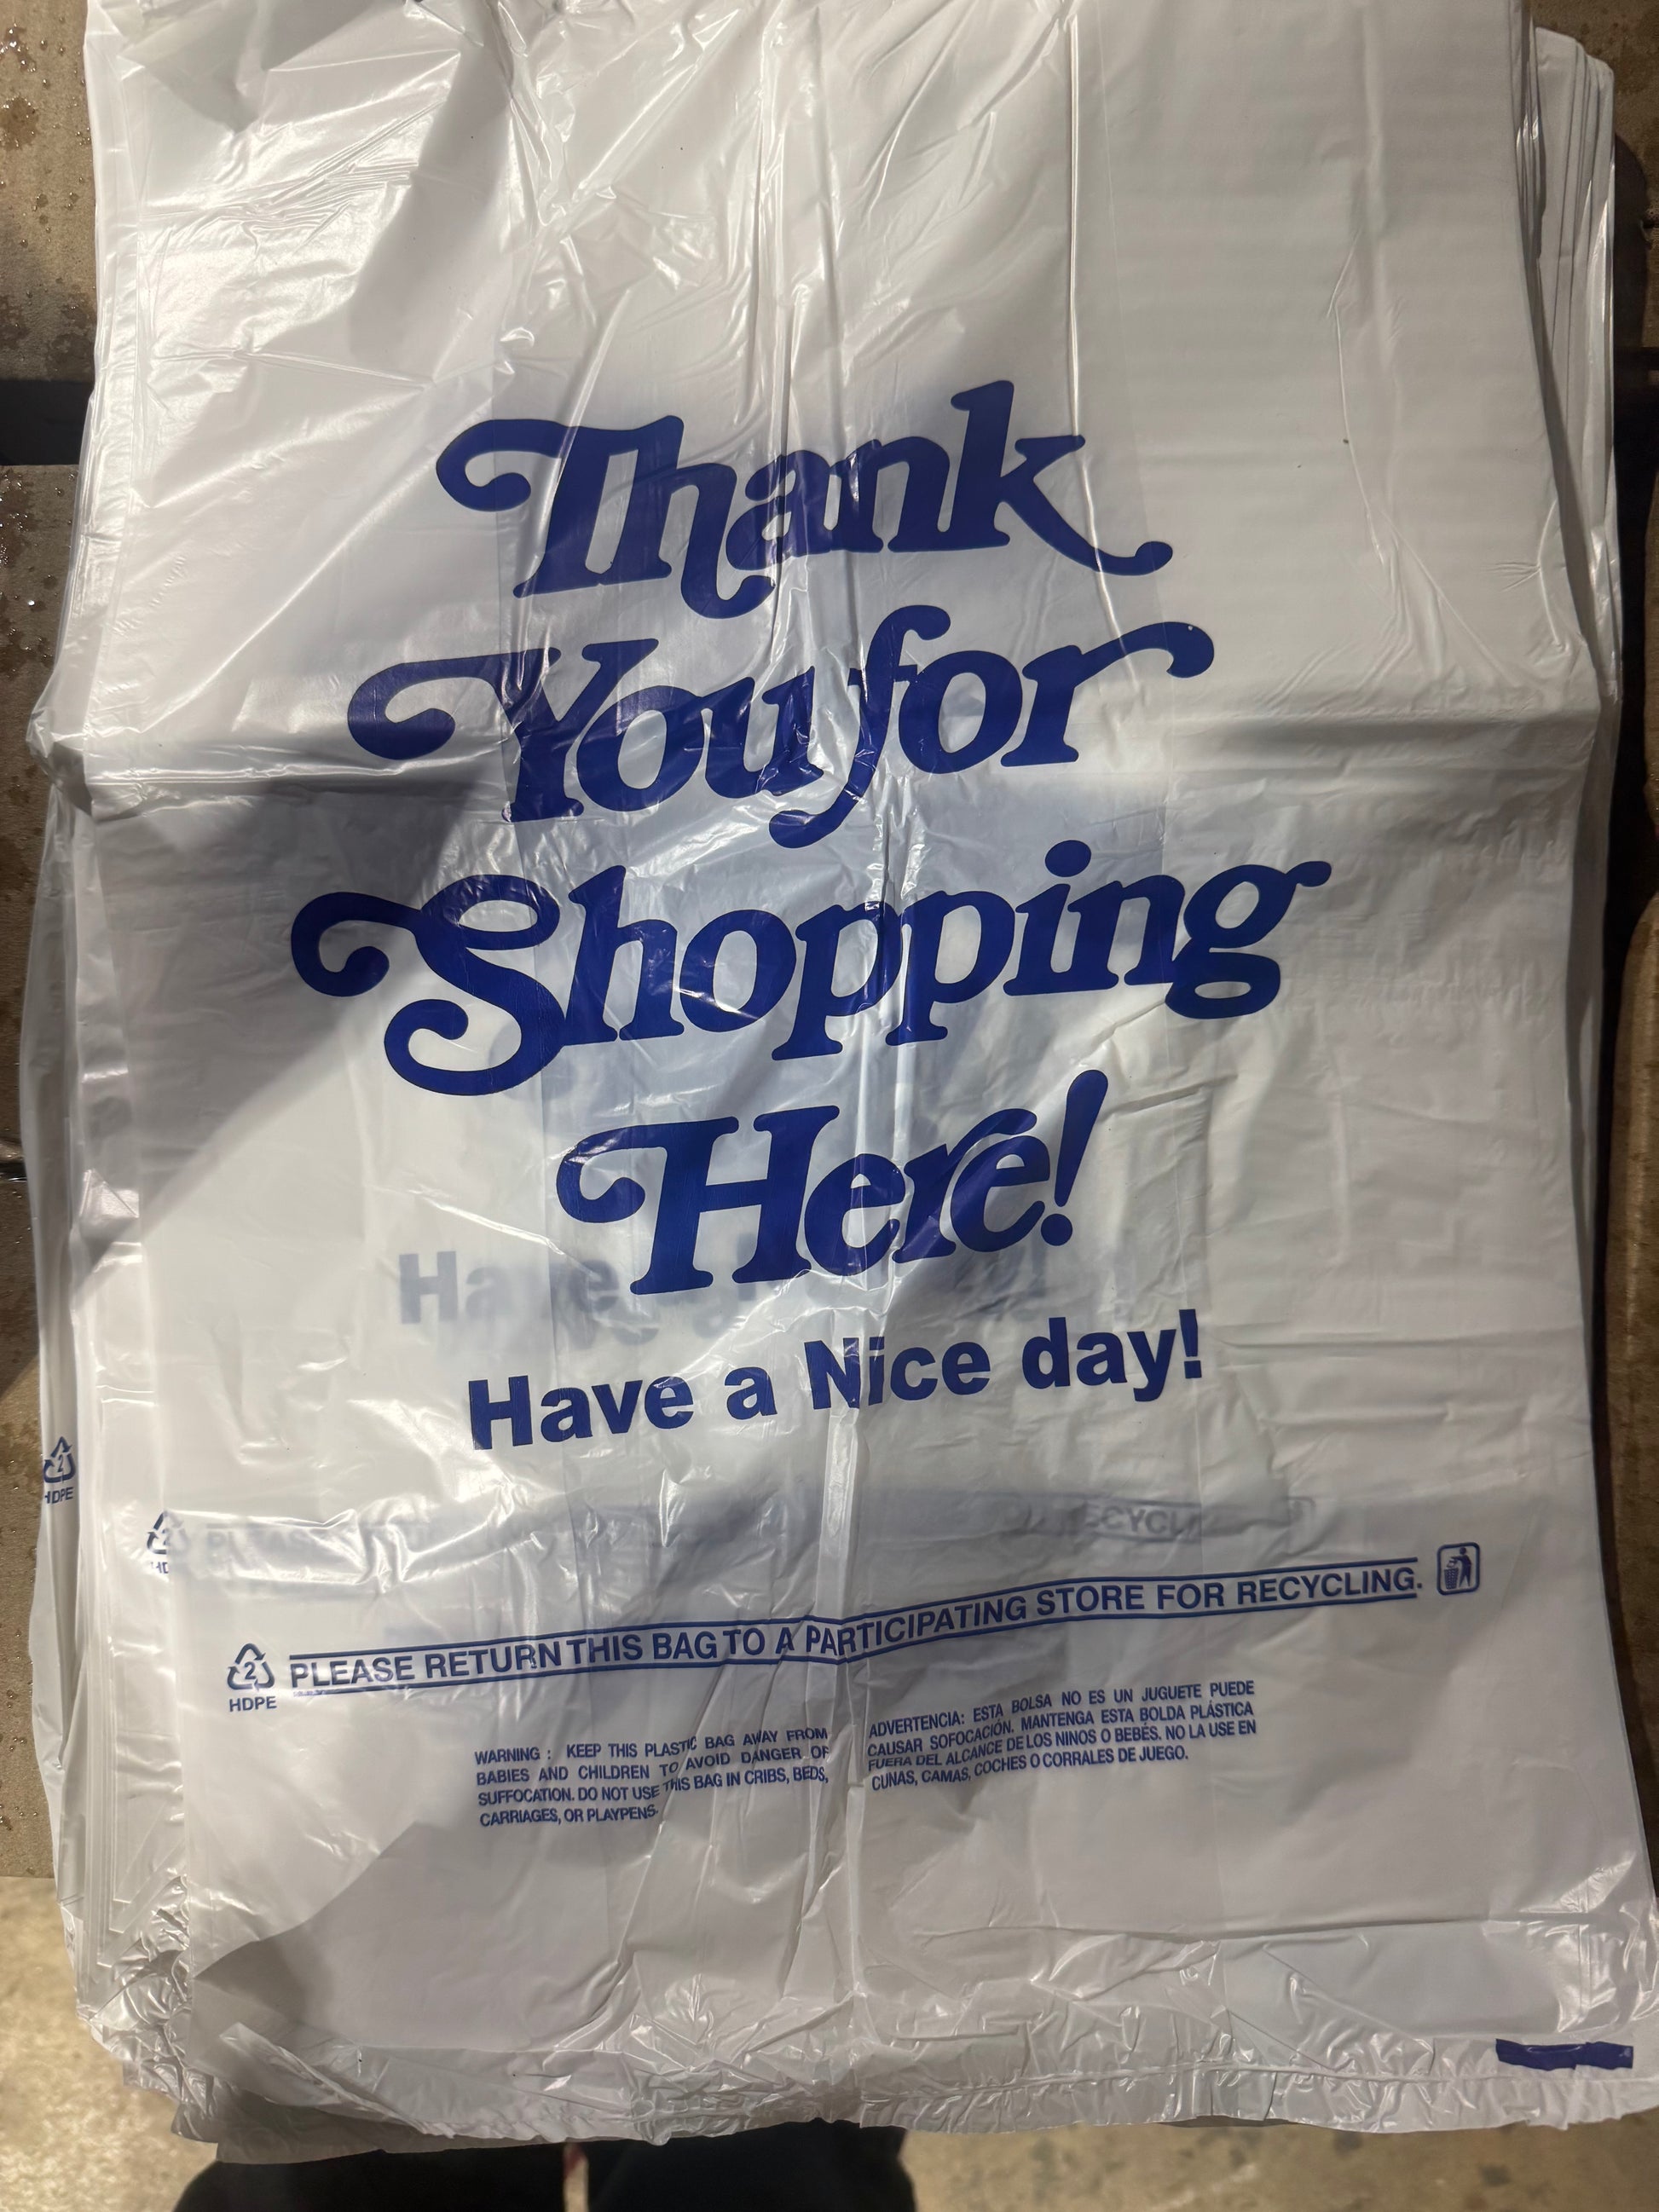 Thank
You for
Shopping
Here!
Have a Nice day!
PLEASE RETURN THIS BAG TO A PARTICIPATING STORE FOR RECYCLING.
2
HDPE
WARNING : KEEP THIS PLASTIC BAG AWAY FROM
BABIES AND CHILDREN TO AVOID DANGER OF
SUFFOCATION. DO NOT USE THIS BAG IN CRIBS, BEDS,
CARRIAGES, OR PLAYPENS.
ADVERTENCIA: ESTA BOLSA NO ES UN JUGUETE PUEDE
CAUSAR SOFOCACIÓN. MANTENGA ESTA BOLDA PLÁSTICA
FUERA DEL ALCANCE DE LOS NINOS O BEBÉS. NO LA USE EN
CUNAS, CAMAS, COCHES O CORRALES DE JUEGO.
2
HDPE
2